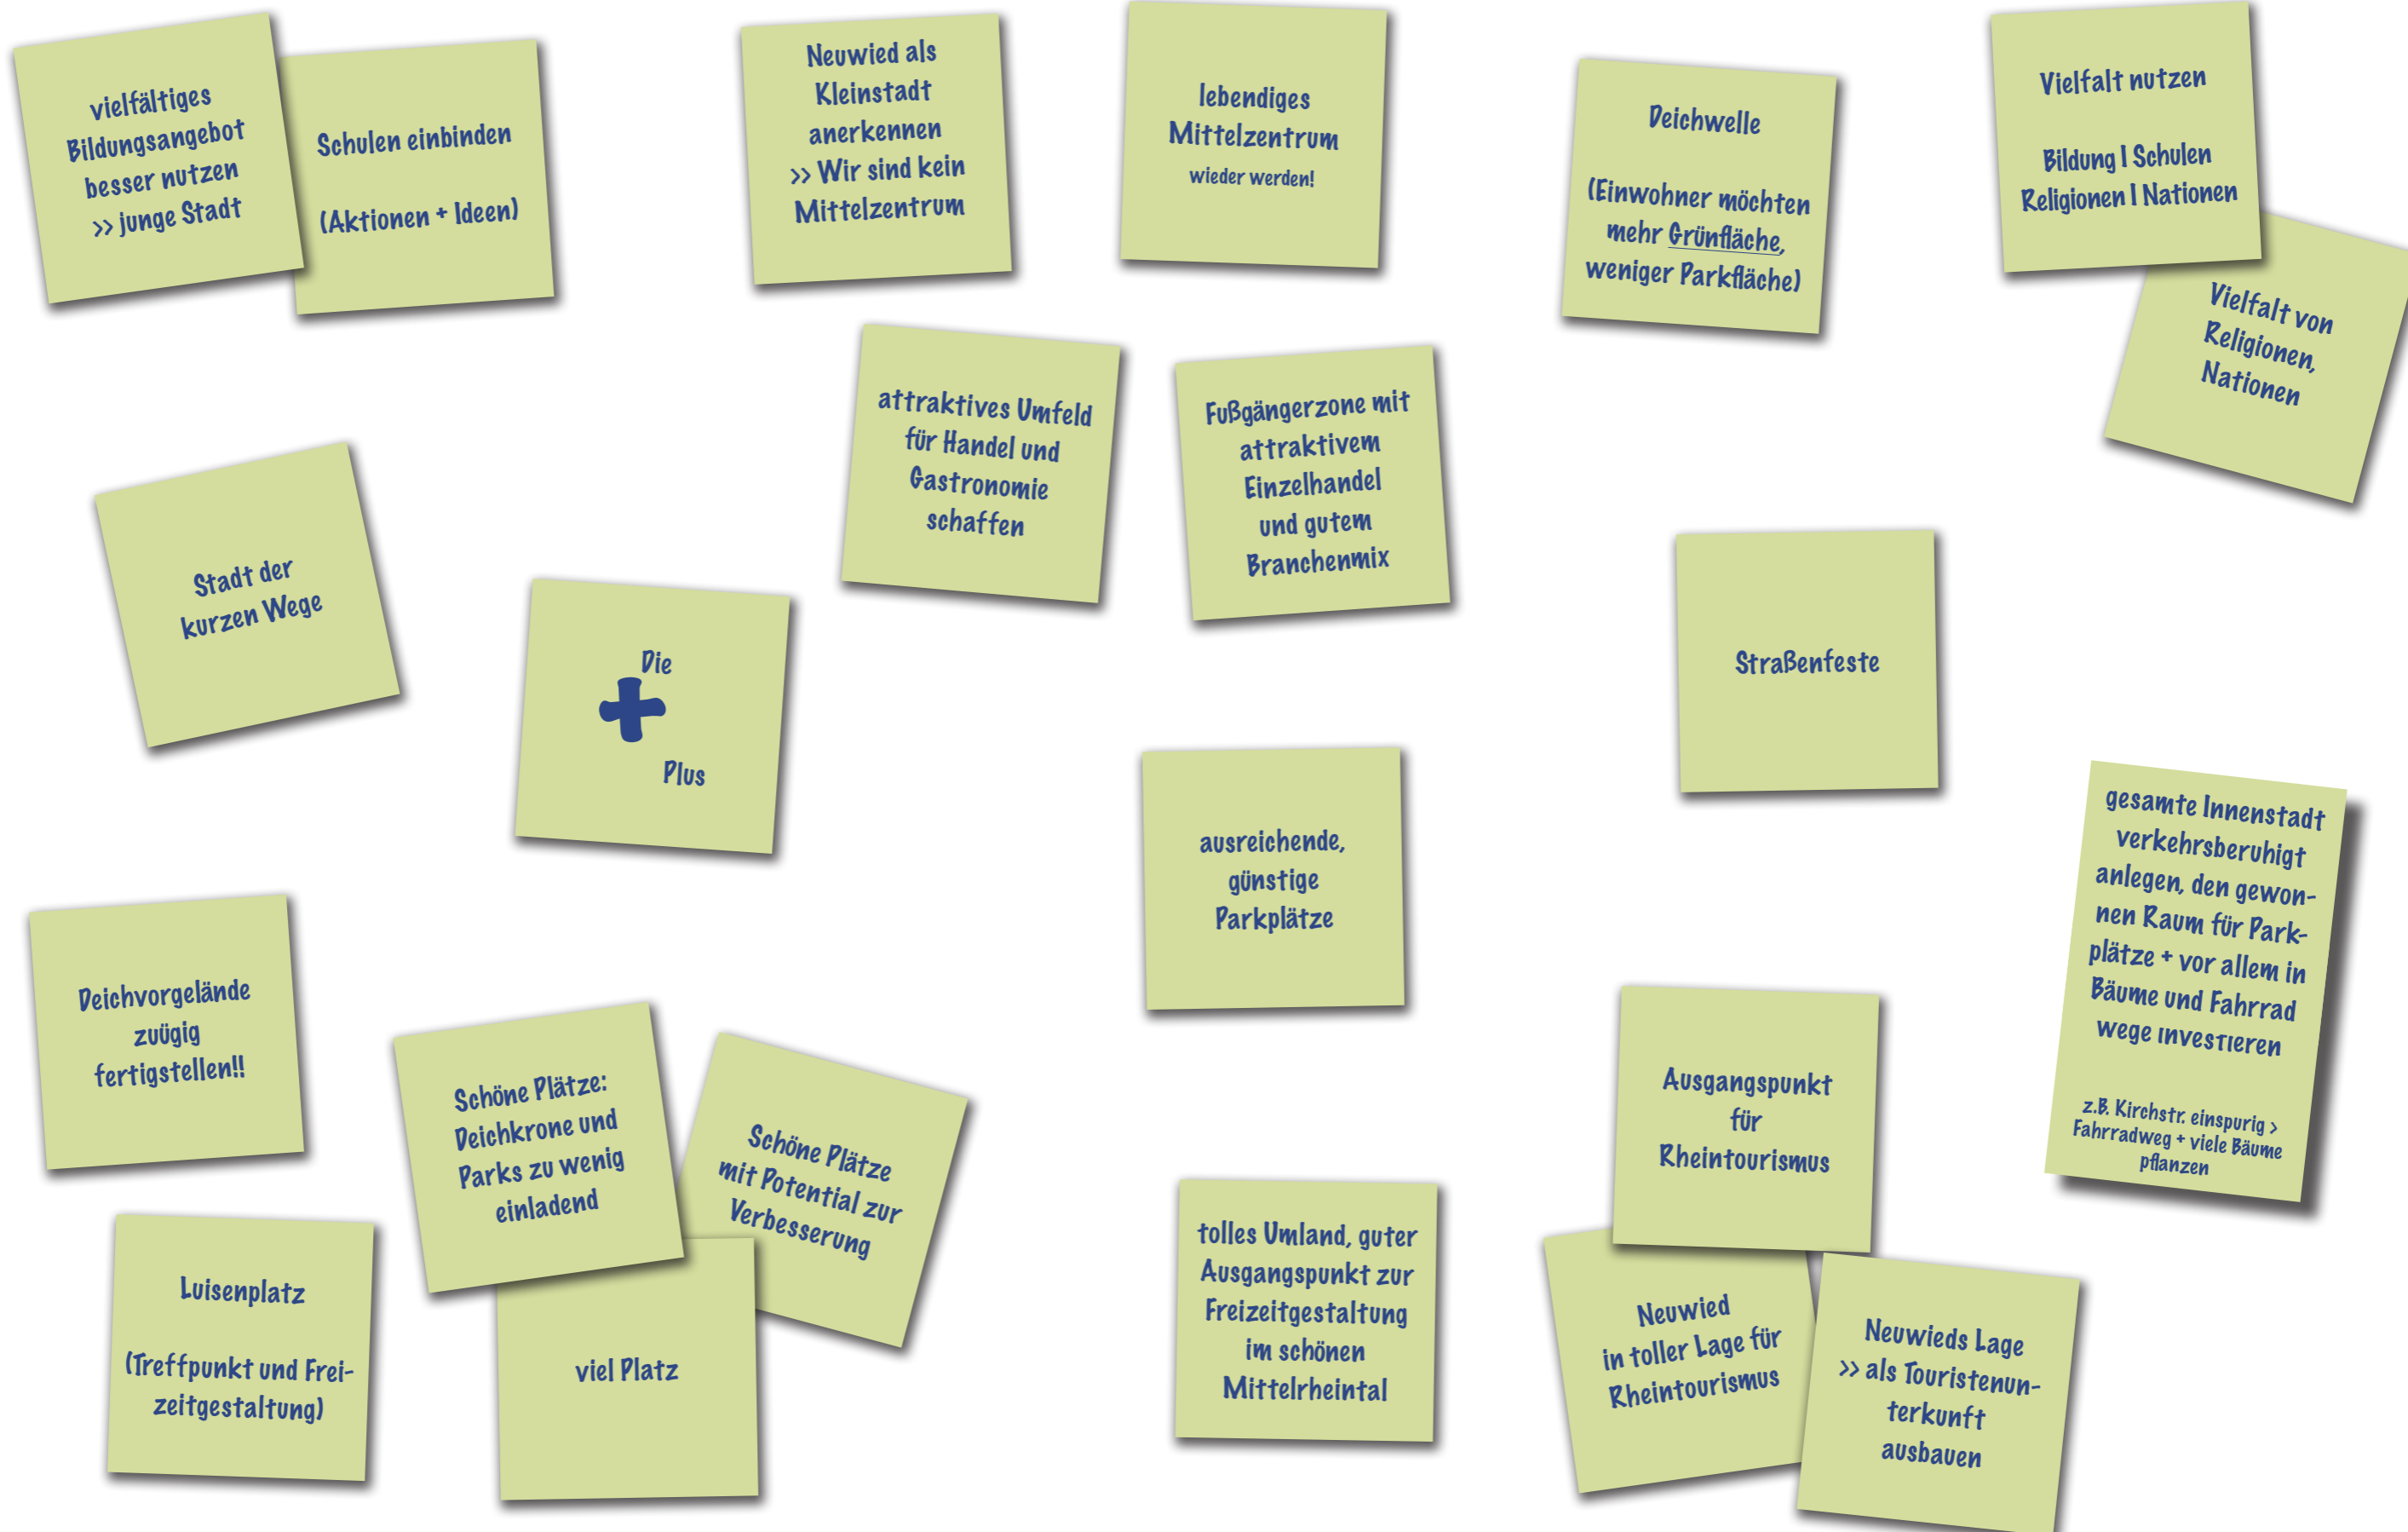 vielfältiges
Bildungsangebot
besser nutzen
>> junge Stadt
Schulen einbinden
(Aktionen + Ideen)
Neuwied als
Kleinstadt
anerkennen
>> Wir sind kein
Mittelzentrum
lebendiges
Mittelzentrum
wieder werden!
Deichwelle
(Einwohner möchten
mehr Grünfläche,
weniger Parkfläche)
Vielfalt nutzen
Bildung I Schulen
Religionen I Nationen
Vielfalt von
Religionen,
Nationen
attraktives Umfeld
für Handel und
Gastronomie
schaffen
Fußgängerzone mit
attraktivem
Einzelhandel
und gutem
Branchenmix
Stadt der
kurzen Wege
Die
+
Plus
Straßenfeste
ausreichende,
günstige
Parkplätze
gesamte Innenstadt
verkehrsberuhigt
anlegen, den gewon-
nen Raum für Park-
plätze + vor allem in
Bäume und Fahrrad
wege investieren
z.B. Kirchstr. einspurig >
Fahrradweg + viele Bäume
pflanzen
Deichvorgelände
zuügig
fertigstellen!!
Schöne Plätze:
Deichkrone und
Parks zu wenig
einladend
Schöne Plätze
mit Potential zur
Verbesserung
viel Platz
Luisenplatz
(Treffpunkt und Frei-
zeitgestaltung)
tolles Umland, guter
Ausgangspunkt zur
Freizeitgestaltung
im schönen
Mittelrheintal
Ausgangspunkt
für
Rheintourismus
Neuwied
in toller Lage für
Rheintourismus
Neuwieds Lage
>> als Touristenun-
terkunft
ausbauen